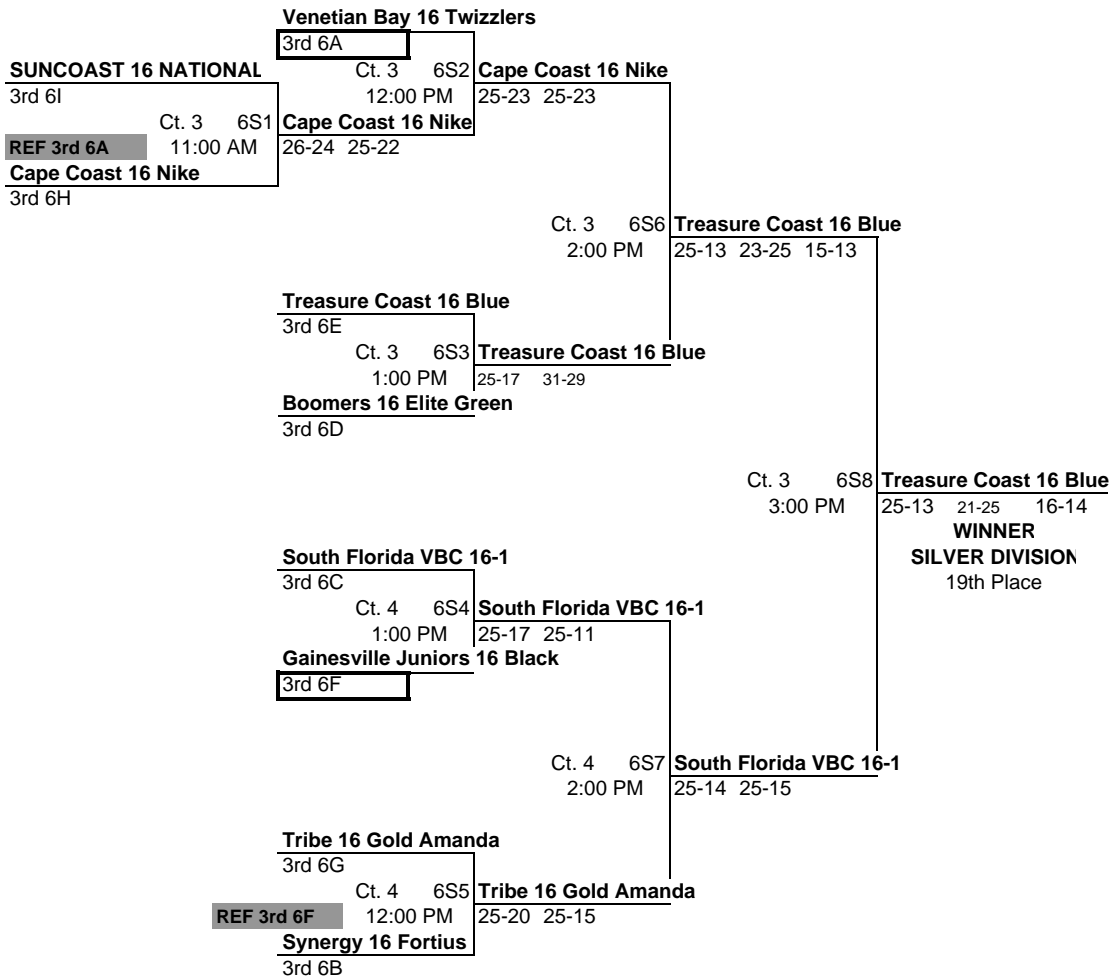 Venetian Bay 16 Twizzlers
3rd 6A
SUNCOAST 16 NATIONAL Ct. 3 6S2 Cape Coast 16 Nike
3rd 6I 12:00 PM 25-23 25-23
Ct. 3 6S1 Cape Coast 16 Nike
REF 3rd 6A 11:00 AM 26-24 25-22
Cape Coast 16 Nike
3rd 6H
Ct. 3 6S6 Treasure Coast 16 Blue
2:00 PM 25-13 23-25 15-13
Treasure Coast 16 Blue
3rd 6E
Ct. 3 6S3 Treasure Coast 16 Blue
1:00 PM 25-17 31-29
Boomers 16 Elite Green
3rd 6D
Ct. 3 6S8 Treasure Coast 16 Blue
3:00 PM 25-13 21-25 16-14
WINNER
South Florida VBC 16-1 SILVER DIVISION
3rd 6C 19th Place
Ct. 4 6S4 South Florida VBC 16-1
1:00 PM 25-17 25-11
Gainesville Juniors 16 Black
3rd 6F
Ct. 4 6S7 South Florida VBC 16-1
2:00 PM 25-14 25-15
Tribe 16 Gold Amanda
3rd 6G
Ct. 4 6S5 Tribe 16 Gold Amanda
REF 3rd 6F 12:00 PM 25-20 25-15
Synergy 16 Fortius
3rd 6B